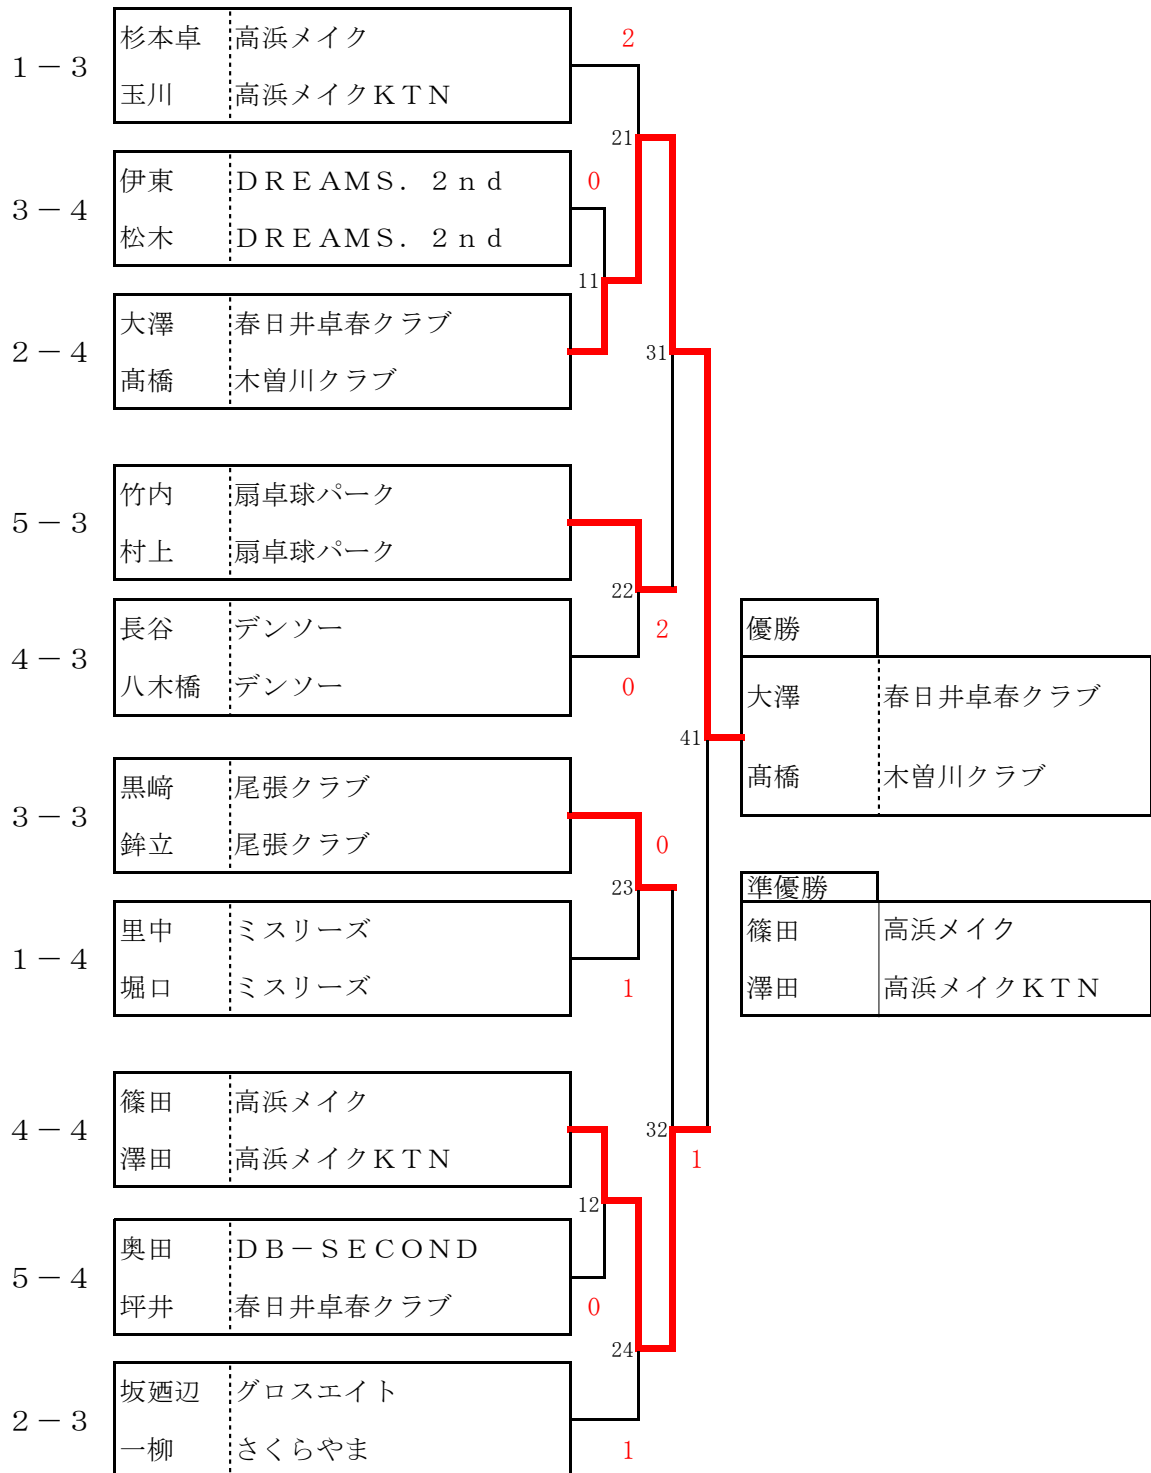 杉本卓 高浜メイク
2
1－3
玉川 高浜メイクＫＴＮ
21
伊東 ＤＲＥＡＭＳ．２ｎｄ
0
3－4
松木 ＤＲＥＡＭＳ．２ｎｄ
11
大澤 春日井卓春クラブ
2－4
31
髙橋 木曽川クラブ
竹内 扇卓球パーク
5－3
村上 扇卓球パーク
22
長谷 デンソー
2
優勝
4－3
八木橋 デンソー
0
大澤 春日井卓春クラブ
41
髙橋 木曽川クラブ
黒﨑 尾張クラブ
3－3
鉾立 尾張クラブ
0
23
準優勝
里中 ミスリーズ
篠田 高浜メイク
1－4
堀口 ミスリーズ
1
澤田 高浜メイクＫＴＮ
篠田 高浜メイク
4－4
32
澤田 高浜メイクＫＴＮ
1
12
奥田 ＤＢ－ＳＥＣＯＮＤ
5－4
坪井 春日井卓春クラブ
0
24
坂廼辺 グロスエイト
2－3
一柳 さくらやま
1